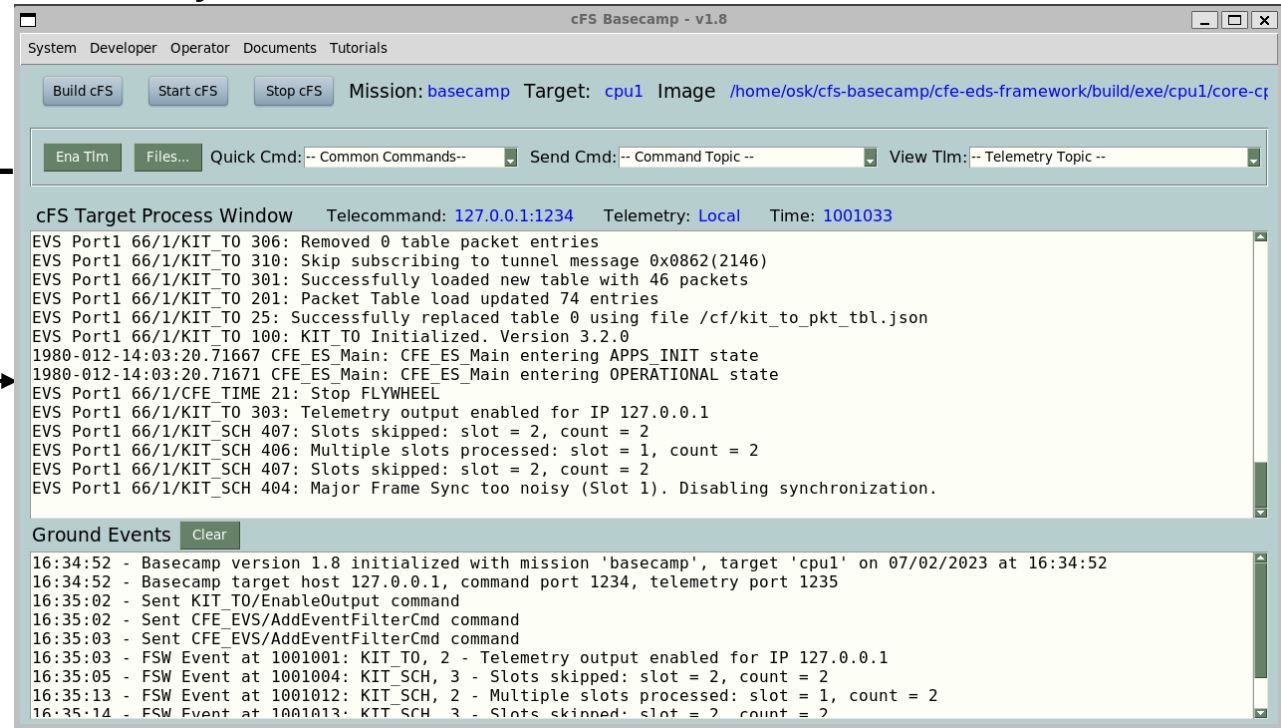 cFS Basecamp - v1.8
System Developer Operator Documents Tutorials
Build cFS Start cFS Stop cFS Mission: basecamp Target: cpu1 Image /home/osk/cfs-basecamp/cfe-eds-framework/build/exe/cpu1/core-cp
Ena Tlm Files... Quick Cmd: -- Common Commands-- Send Cmd: -- Command Topic -- View Tlm: -- Telemetry Topic --
cFS Target Process Window Telecommand: 127.0.0.1:1234 Telemetry: Local Time: 1001033
EVS Port1 66/1/KIT_TO 306: Removed 0 table packet entries
EVS Port1 66/1/KIT_TO 310: Skip subscribing to tunnel message 0x0862(2146)
EVS Port1 66/1/KIT_TO 301: Successfully loaded new table with 46 packets
EVS Port1 66/1/KIT_TO 201: Packet Table load updated 74 entries
EVS Port1 66/1/KIT_TO 25: Successfully replaced table 0 using file /cf/kit_to_pkt_tbl.json
EVS Port1 66/1/KIT_TO 100: KIT_TO Initialized. Version 3.2.0
1980-012-14:03:20.71667 CFE_ES_Main: CFE_ES_Main entering APPS_INIT state
1980-012-14:03:20.71671 CFE_ES_Main: CFE_ES_Main entering OPERATIONAL state
EVS Port1 66/1/CFE_TIME 21: Stop FLYWHEEL
EVS Port1 66/1/KIT_TO 303: Telemetry output enabled for IP 127.0.0.1
EVS Port1 66/1/KIT_SCH 407: Slots skipped: slot = 2, count = 2
EVS Port1 66/1/KIT_SCH 406: Multiple slots processed: slot = 1, count = 2
EVS Port1 66/1/KIT_SCH 407: Slots skipped: slot = 2, count = 2
EVS Port1 66/1/KIT_SCH 404: Major Frame Sync too noisy (Slot 1). Disabling synchronization.
Ground Events Clear
16:34:52 - Basecamp version 1.8 initialized with mission 'basecamp', target 'cpu1' on 07/02/2023 at 16:34:52
16:34:52 - Basecamp target host 127.0.0.1, command port 1234, telemetry port 1235
16:35:02 - Sent KIT_TO/EnableOutput command
16:35:02 - Sent CFE_EVS/AddEventFilterCmd command
16:35:03 - Sent CFE_EVS/AddEventFilterCmd command
16:35:03 - FSW Event at 1001001: KIT_TO, 2 - Telemetry output enabled for IP 127.0.0.1
16:35:05 - FSW Event at 1001004: KIT_SCH, 3 - Slots skipped: slot = 2, count = 2
16:35:13 - FSW Event at 1001012: KIT_SCH, 2 - Multiple slots processed: slot = 1, count = 2
16:35:14 - FSW Event at 1001013: KIT_SCH, 3 - Slots skipped: slot = 2, count = 2